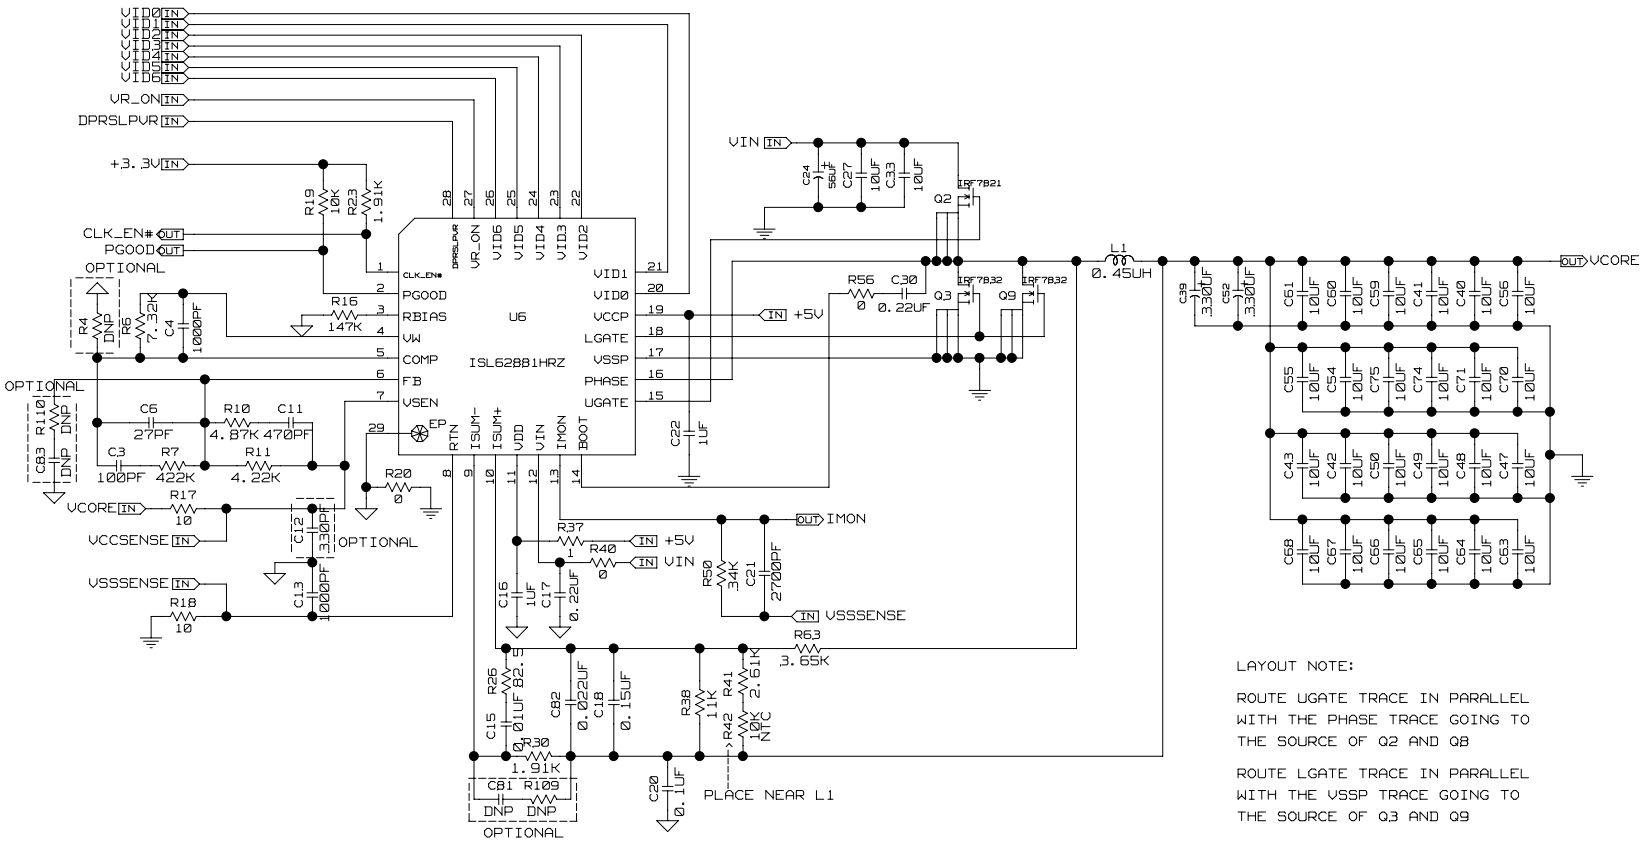 VID0 IN
VID1 IN
VID2 IN
VID3 IN
VID4 IN
VID5 IN
VID6 IN
VR_ON IN
DPRSLPVR IN
+3.3V IN
R19
10K
R23
1.91K
CLK_EN# OUT
PGOOD OUT
OPTIONAL
R4
DNP
R6
7.32K
C4
1000PF
R16
147K
28
27
26
25
24
23
22
DPRSLPVR
VR_ON
VID6
VID5
VID4
VID3
VID2
1
CLK_EN#
2
PGOOD
3
RBIAS
4
VW
5
COMP
6
FB
7
VSEN
29
EP
U6
ISL62881HRZ
VID1
21
VID0
20
VCCP
19
LGATE
18
VSSP
17
PHASE
16
UGATE
15
RTN
ISUM-
ISUM+
VDD
VIN
IMON
BOOT
8
9
10
11
12
13
14
VIN IN
C24
56UF
C27
10UF
C33
10UF
Q2
IRF7821
IN +5V
R56
0
C30
0.22UF
Q3
IRF7832
Q9
IRF7832
L1
0.45UH
OUT VCORE
C39
330UF
C52
330UF
C61
10UF
C60
10UF
C59
10UF
C41
10UF
C40
10UF
C56
10UF
C55
10UF
C54
10UF
C75
10UF
C74
10UF
C71
10UF
C70
10UF
C43
10UF
C42
10UF
C50
10UF
C49
10UF
C48
10UF
C47
10UF
C68
10UF
C67
10UF
C66
10UF
C65
10UF
C64
10UF
C63
10UF
C22
1UF
OPTIONAL
R110
DNP
C83
DNP
C6
27PF
R10
4.87K
C11
470PF
C3
100PF
R7
422K
R11
4.22K
R20
0
VCORE IN
R17
10
VCCSENSE IN
C12
330PF
OPTIONAL
VSSSENSE IN
C13
1000PF
R18
10
R37
1
IN +5V
R40
0
IN VIN
C16
1UF
C17
0.22UF
OUT IMON
R50
34K
C21
2700PF
IN VSSSENSE
R63
3.65K
R26
82.5
C15
0.01UF
C82
0.022UF
C18
0.15UF
R38
11K
R41
2.61K
R42
10K
NTC
R30
1.91K
C81
DNP
R109
DNP
OPTIONAL
C20
0.1UF
PLACE NEAR L1
LAYOUT NOTE:
ROUTE UGATE TRACE IN PARALLEL
WITH THE PHASE TRACE GOING TO
THE SOURCE OF Q2 AND Q8
ROUTE LGATE TRACE IN PARALLEL
WITH THE VSSP TRACE GOING TO
THE SOURCE OF Q3 AND Q9